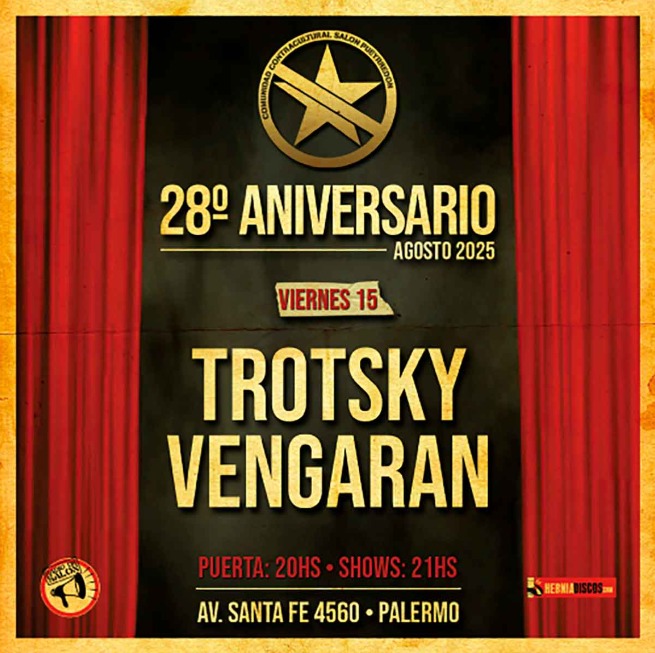 COMUNIDAD CONTRACULTURAL SALON PUEYRREDON
28º ANIVERSARIO
AGOSTO 2025
VIERNES 15
TROTSKY
VENGARAN
PUERTA: 20HS • SHOWS: 21HS
AV. SANTA FE 4560 • PALERMO
HERNIADISCOS.COM